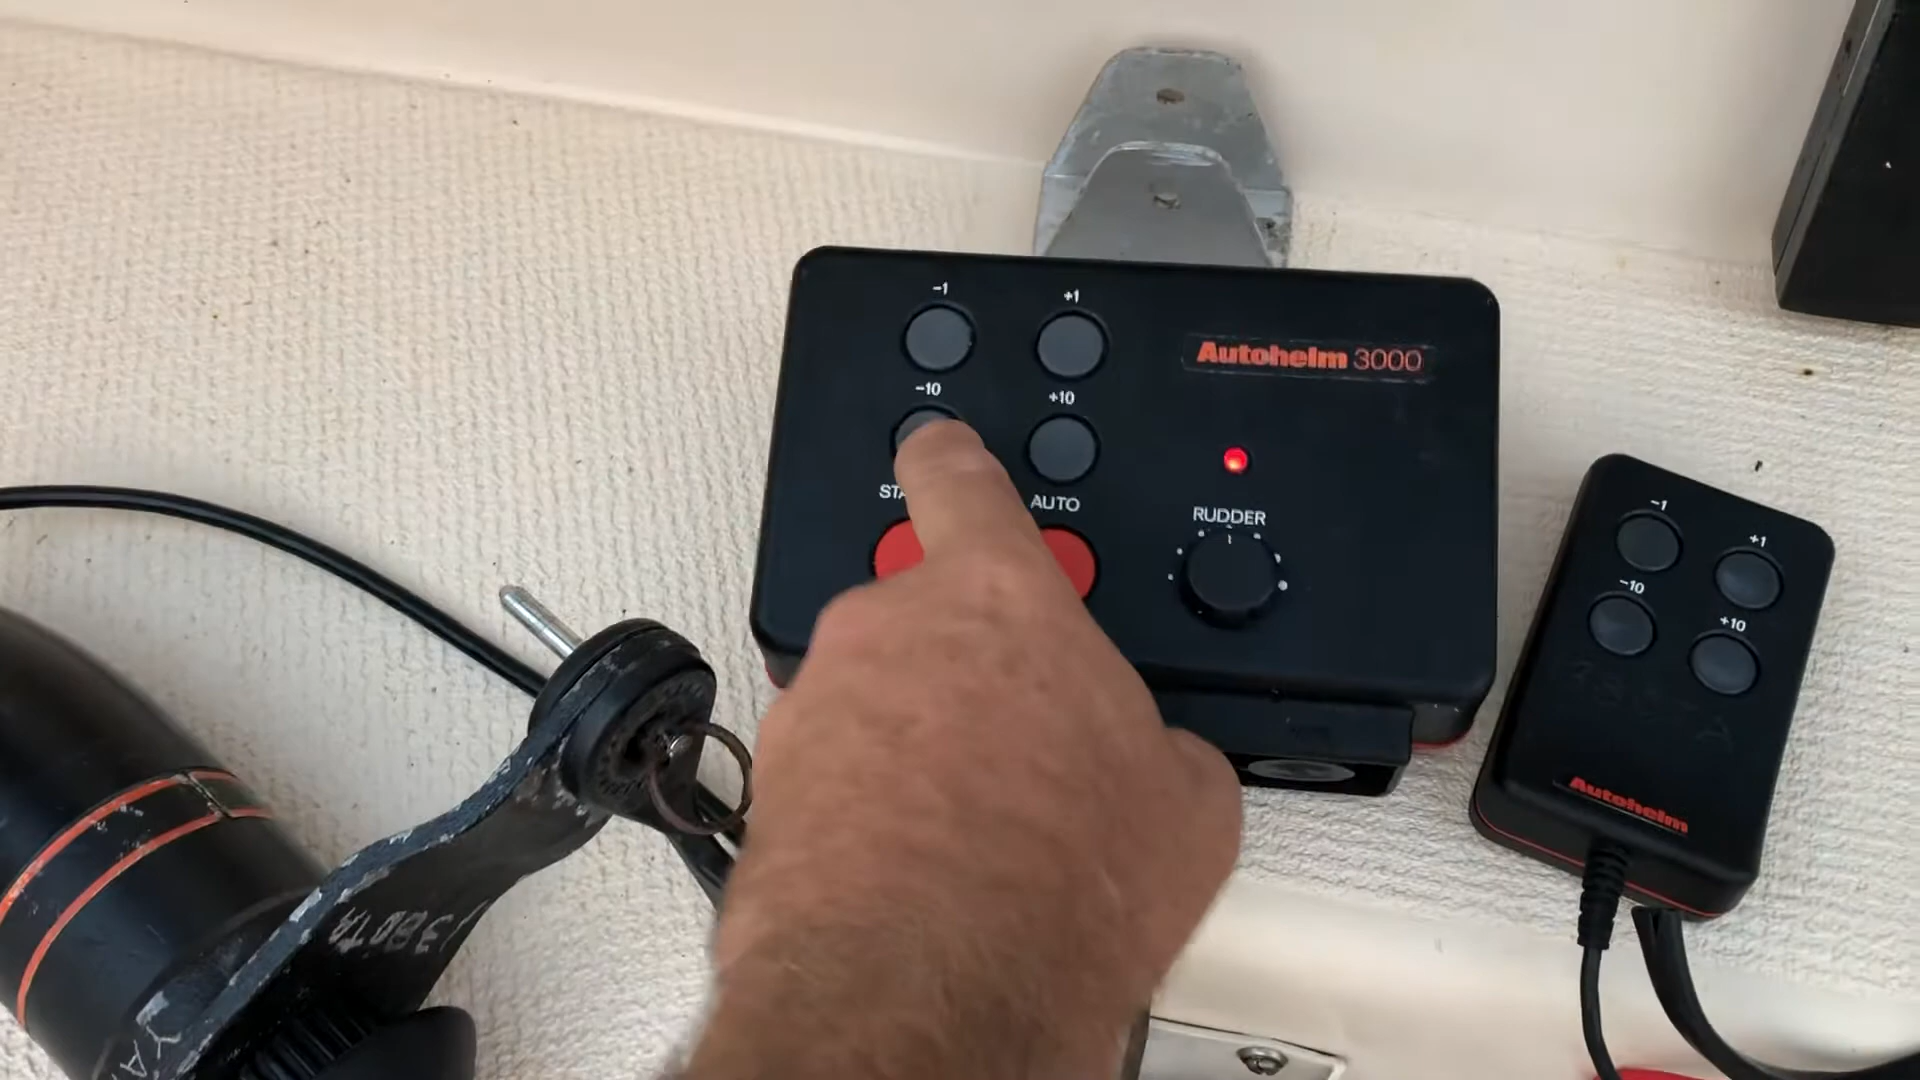 -1 +1
Autohelm 3000
-10 +10
AUTO
RUDDER
-1 +1
-10 +10
Autohelm